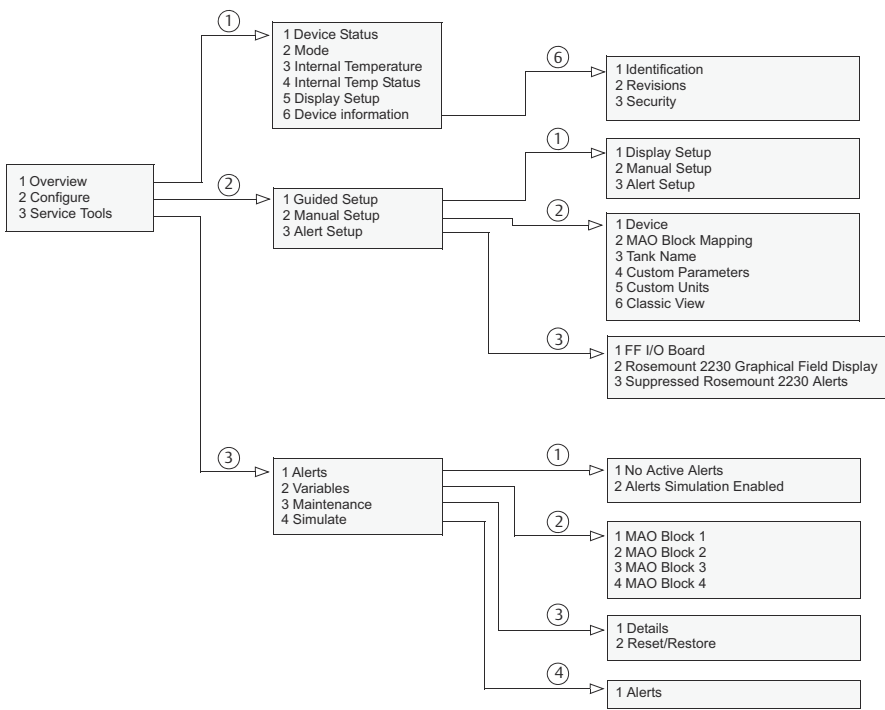 1 Overview
2 Configure
3 Service Tools
1
1 Device Status
2 Mode
3 Internal Temperature
4 Internal Temp Status
5 Display Setup
6 Device information
6
1 Identification
2 Revisions
3 Security
2
1 Guided Setup
2 Manual Setup
3 Alert Setup
1
1 Display Setup
2 Manual Setup
3 Alert Setup
2
1 Device
2 MAO Block Mapping
3 Tank Name
4 Custom Parameters
5 Custom Units
6 Classic View
3
1 FF I/O Board
2 Rosemount 2230 Graphical Field Display
3 Suppressed Rosemount 2230 Alerts
3
1 Alerts
2 Variables
3 Maintenance
4 Simulate
1
1 No Active Alerts
2 Alerts Simulation Enabled
2
1 MAO Block 1
2 MAO Block 2
3 MAO Block 3
4 MAO Block 4
3
1 Details
2 Reset/Restore
4
1 Alerts